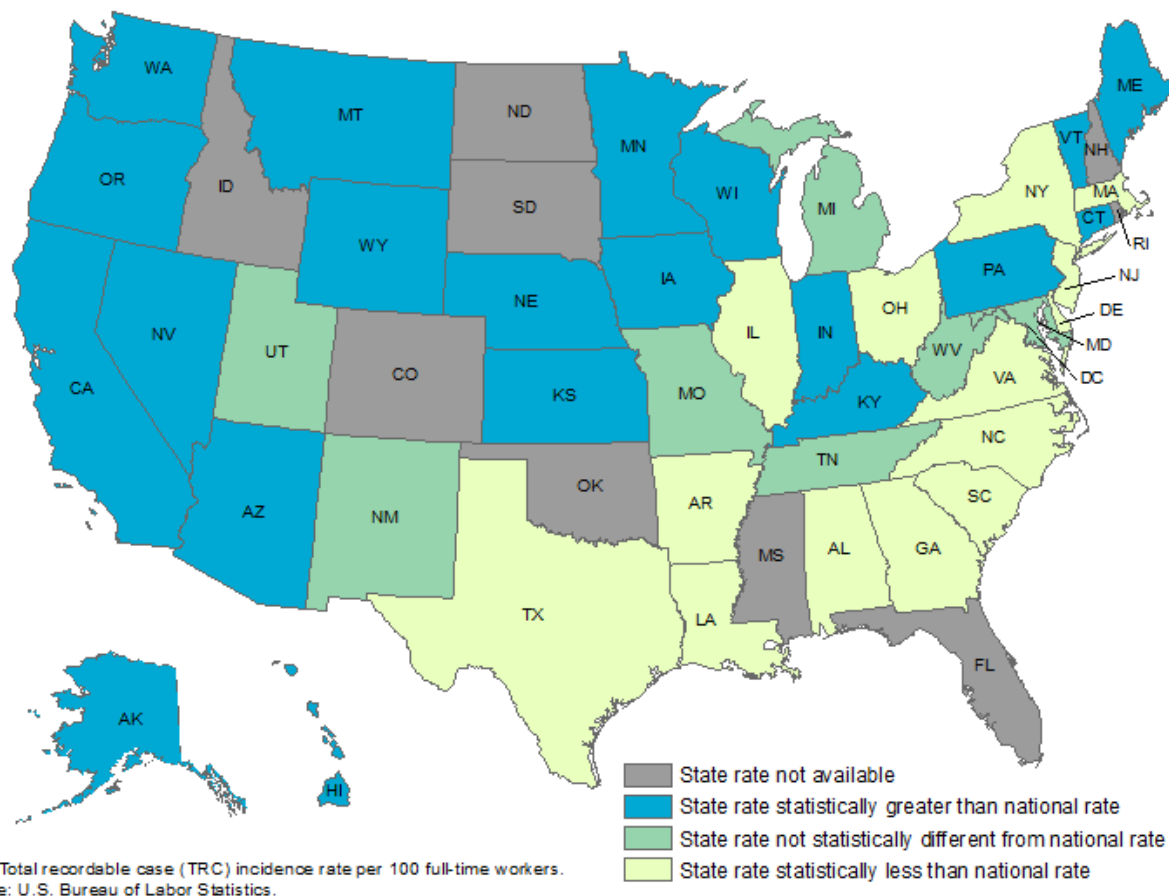 WA
MT
ND
MN
ME
VT
NH
OR
ID
SD
WI
MI
NY
MA
CT
RI
WY
IA
NE
PA
NJ
NV
UT
CO
IL
IN
OH
DE
MD
DC
WV
VA
CA
KS
MO
KY
AZ
NM
OK
AR
TN
NC
SC
MS
AL
GA
TX
LA
FL
AK
HI
State rate not available
State rate statistically greater than national rate
State rate not statistically different from national rate
State rate statistically less than national rate
Total recordable case (TRC) incidence rate per 100 full-time workers.
e: U.S. Bureau of Labor Statistics.